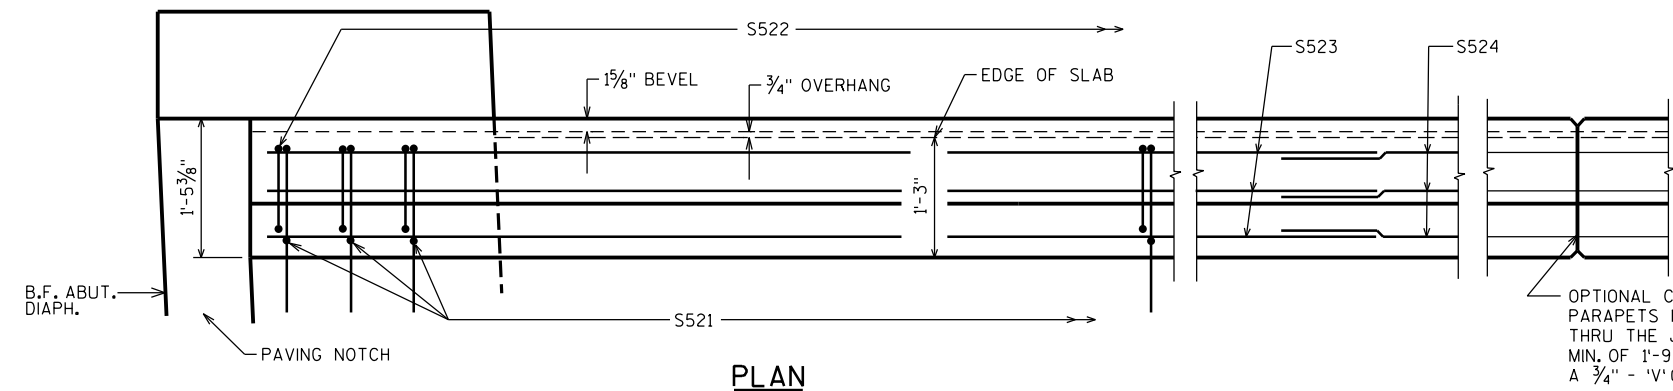 S522
S523
S524
1⅝" BEVEL
¾" OVERHANG
EDGE OF SLAB
1'-5⅜"
1'-3"
B.F. ABUT.
DIAPH.
S521
PAVING NOTCH
OPTIONAL
PARAPETS
THRU THE
MIN. OF 1'-9
A ¾" - 'V'
PLAN